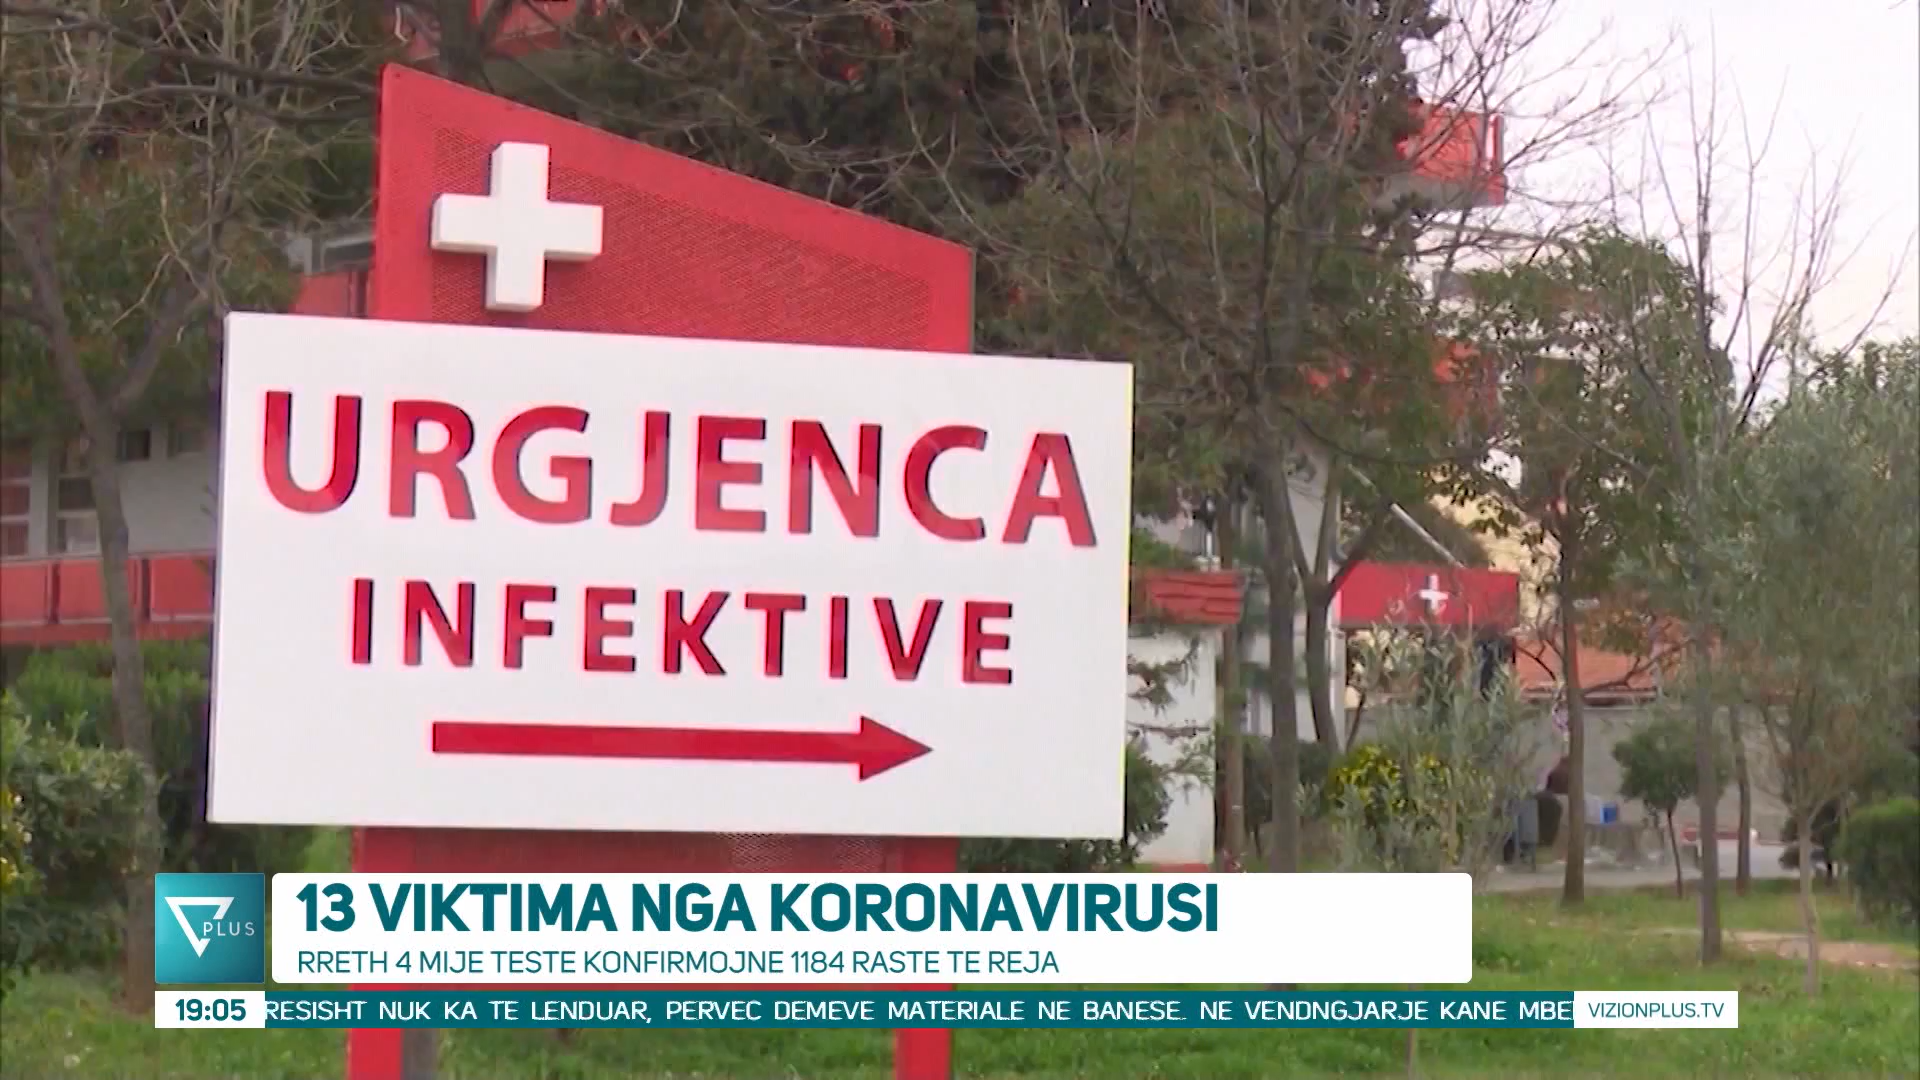 URGJENCA
INFEKTIVE
PLUS
13 VIKTIMA NGA KORONAVIRUSI
RRETH 4 MIJE TESTE KONFIRMOJNE 1184 RASTE TE REJA
19:05
RESISHT NUK KA TE LENDUAR, PERVEC DEMEVE MATERIALE NE BANESE. NE VENDNGJARJE KANE MBE
VIZIONPLUS.TV